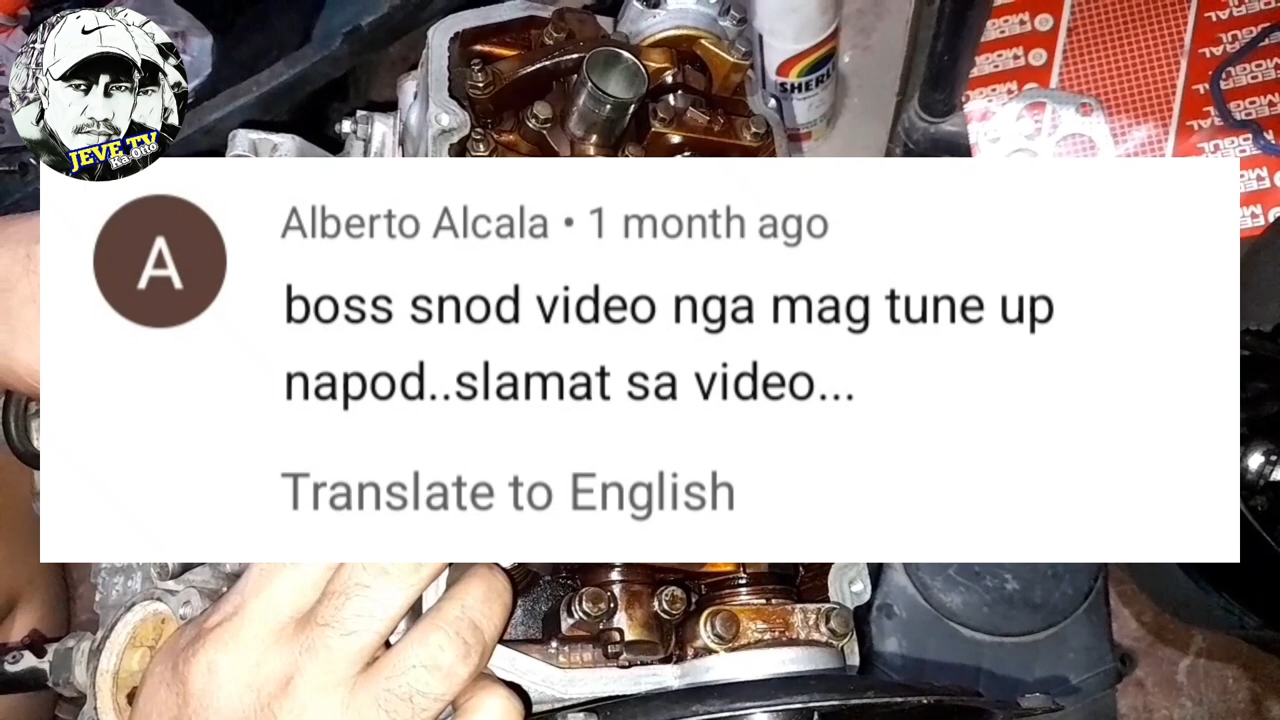 JEVE TV
Ka-Otto
SHERL
FEDERAL
MOGUL
Alberto Alcala • 1 month ago
A
boss snod video nga mag tune up
napod..slamat sa video...
Translate to English